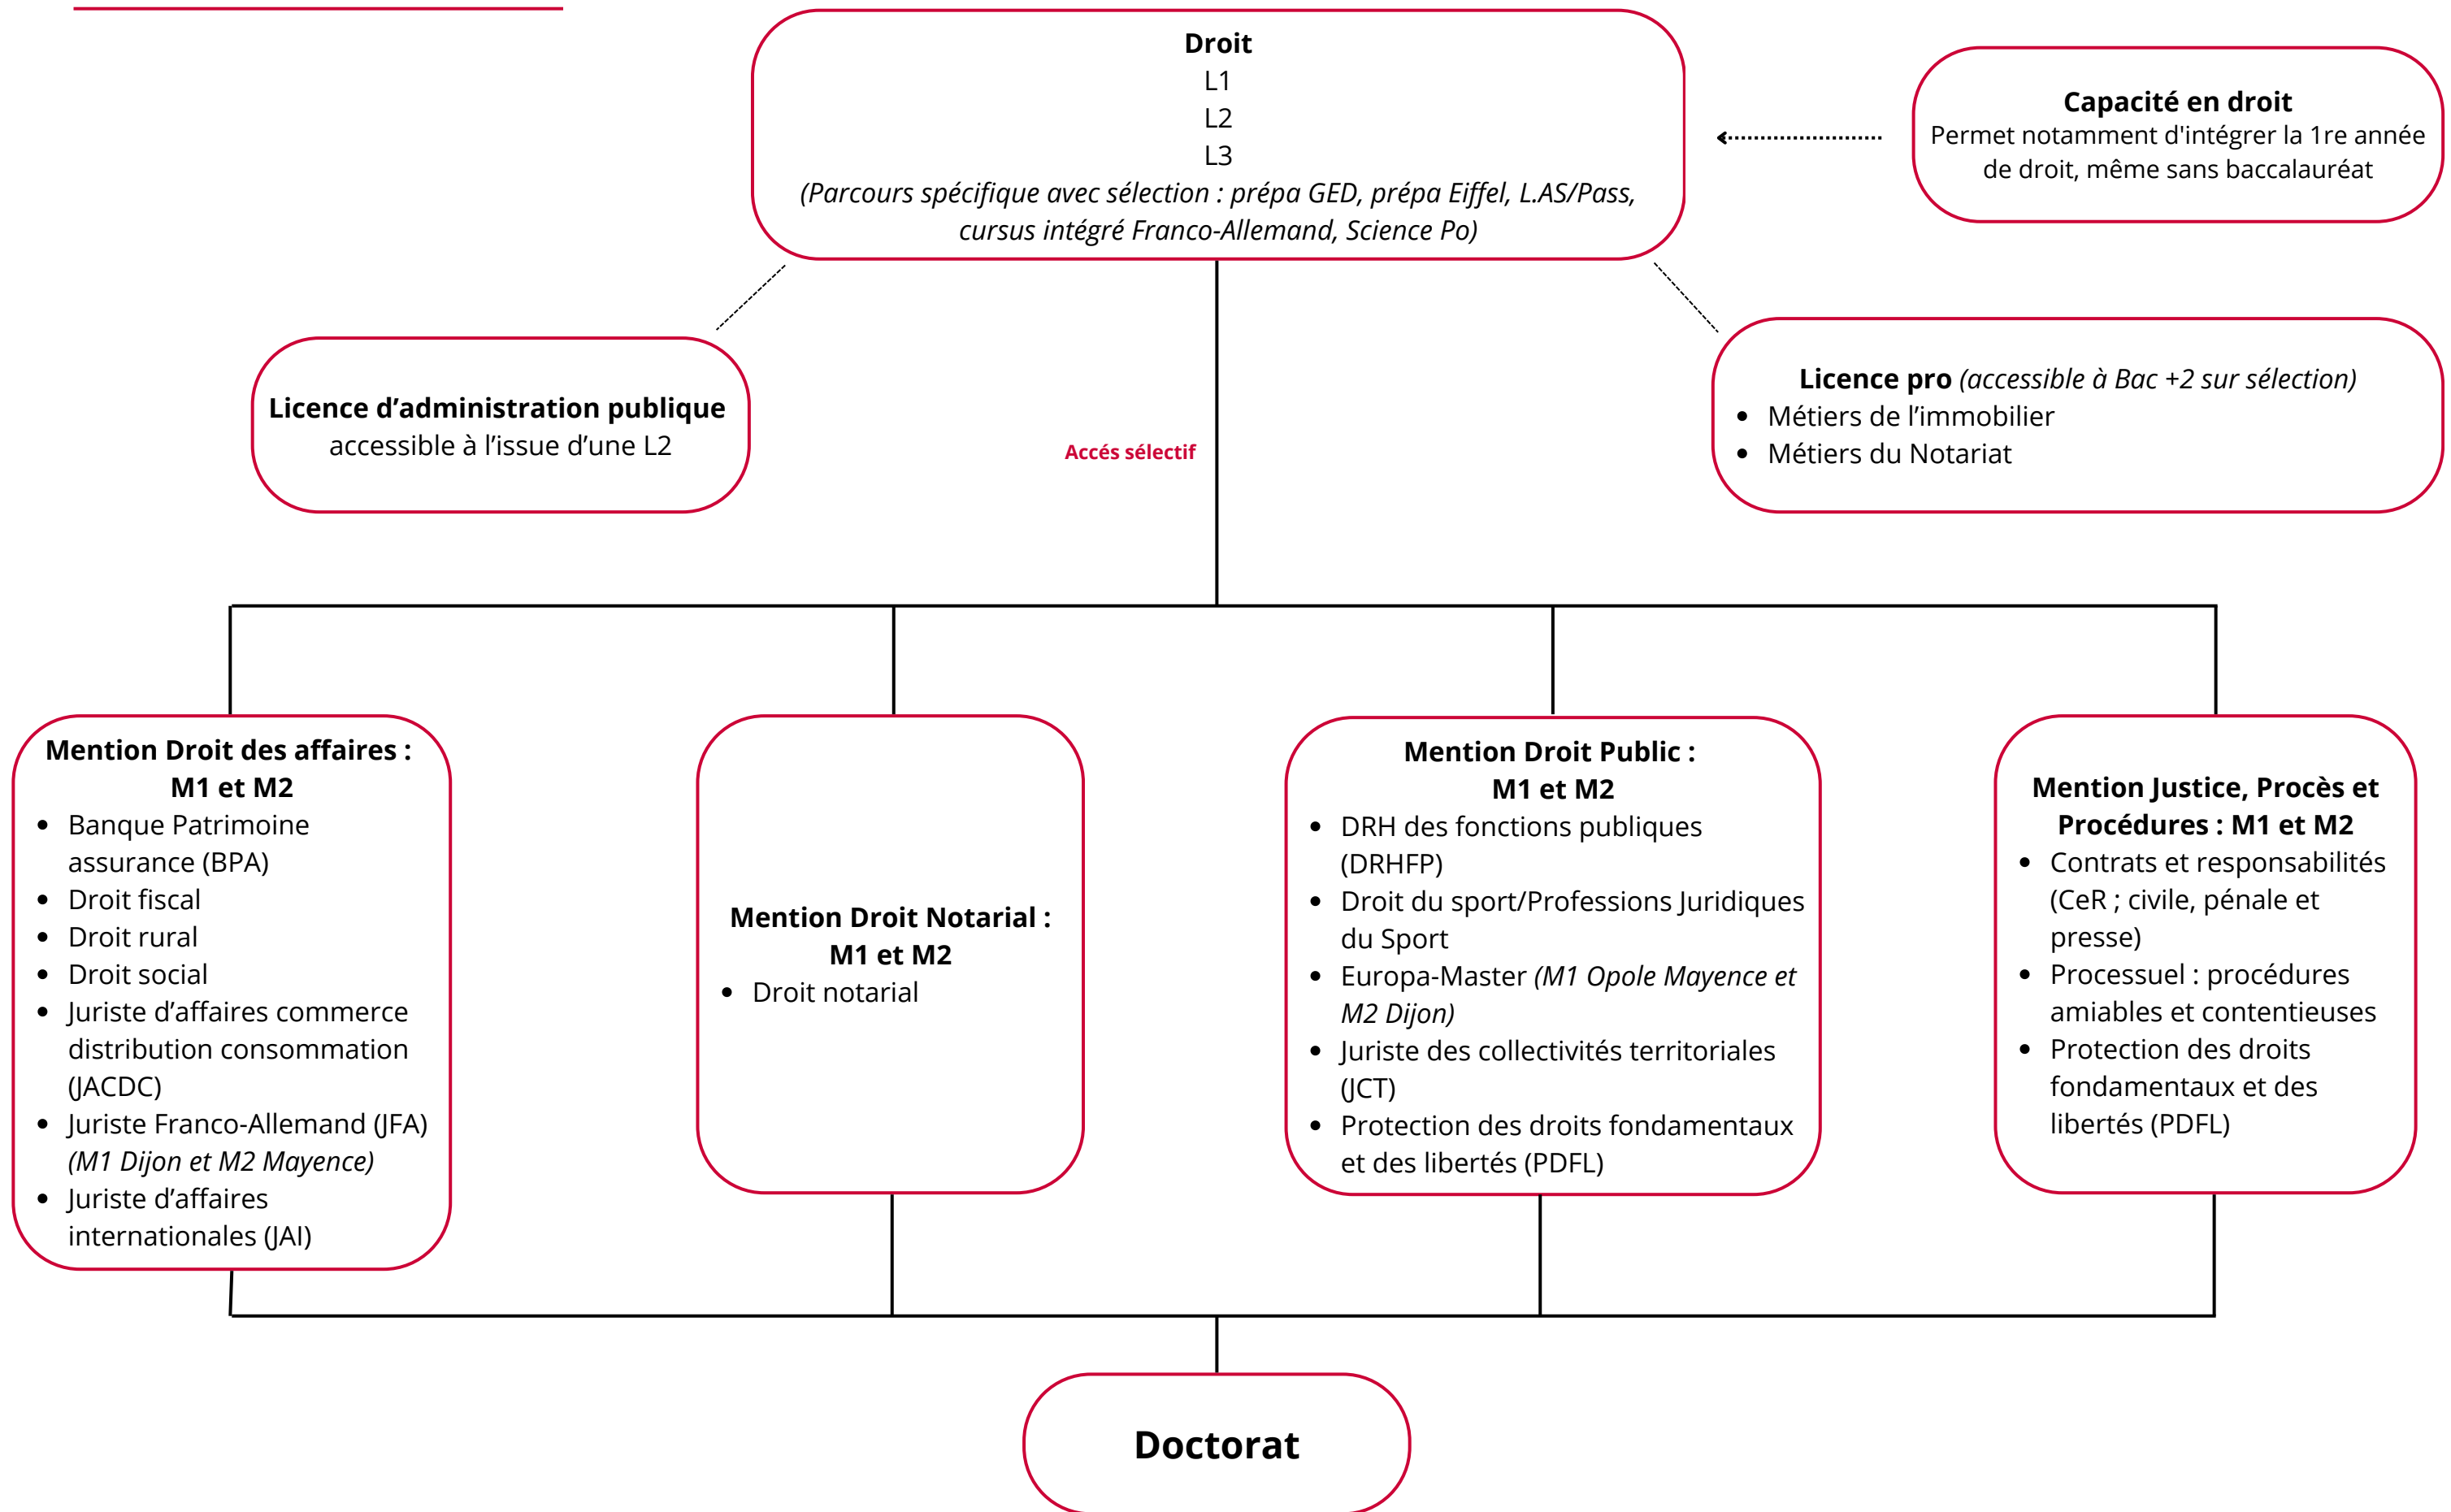 Droit
L1
L2
L3
(Parcours spécifique avec sélection : prépa GED, prépa Eiffel, L.AS/Pass,
cursus intégré Franco-Allemand, Science Po)
Capacité en droit
Permet notamment d'intégrer la 1re année
de droit, même sans baccalauréat
Licence d’administration publique
accessible à l’issue d’une L2
Licence pro (accessible à Bac +2 sur sélection)
• Métiers de l’immobilier
• Métiers du Notariat
Accés sélectif
Mention Droit des affaires :
M1 et M2
• Banque Patrimoine
assurance (BPA)
• Droit fiscal
• Droit rural
• Droit social
• Juriste d’affaires commerce
distribution consommation
(JACDC)
• Juriste Franco-Allemand (JFA)
(M1 Dijon et M2 Mayence)
• Juriste d’affaires
internationales (JAI)
Mention Droit Notarial :
M1 et M2
• Droit notarial
Mention Droit Public :
M1 et M2
• DRH des fonctions publiques
(DRHFP)
• Droit du sport/Professions Juridiques
du Sport
• Europa-Master (M1 Opole Mayence et
M2 Dijon)
• Juriste des collectivités territoriales
(JCT)
• Protection des droits fondamentaux
et des libertés (PDFL)
Mention Justice, Procès et
Procédures : M1 et M2
• Contrats et responsabilités
(CeR ; civile, pénale et
presse)
• Processuel : procédures
amiables et contentieuses
• Protection des droits
fondamentaux et des
libertés (PDFL)
Doctorat